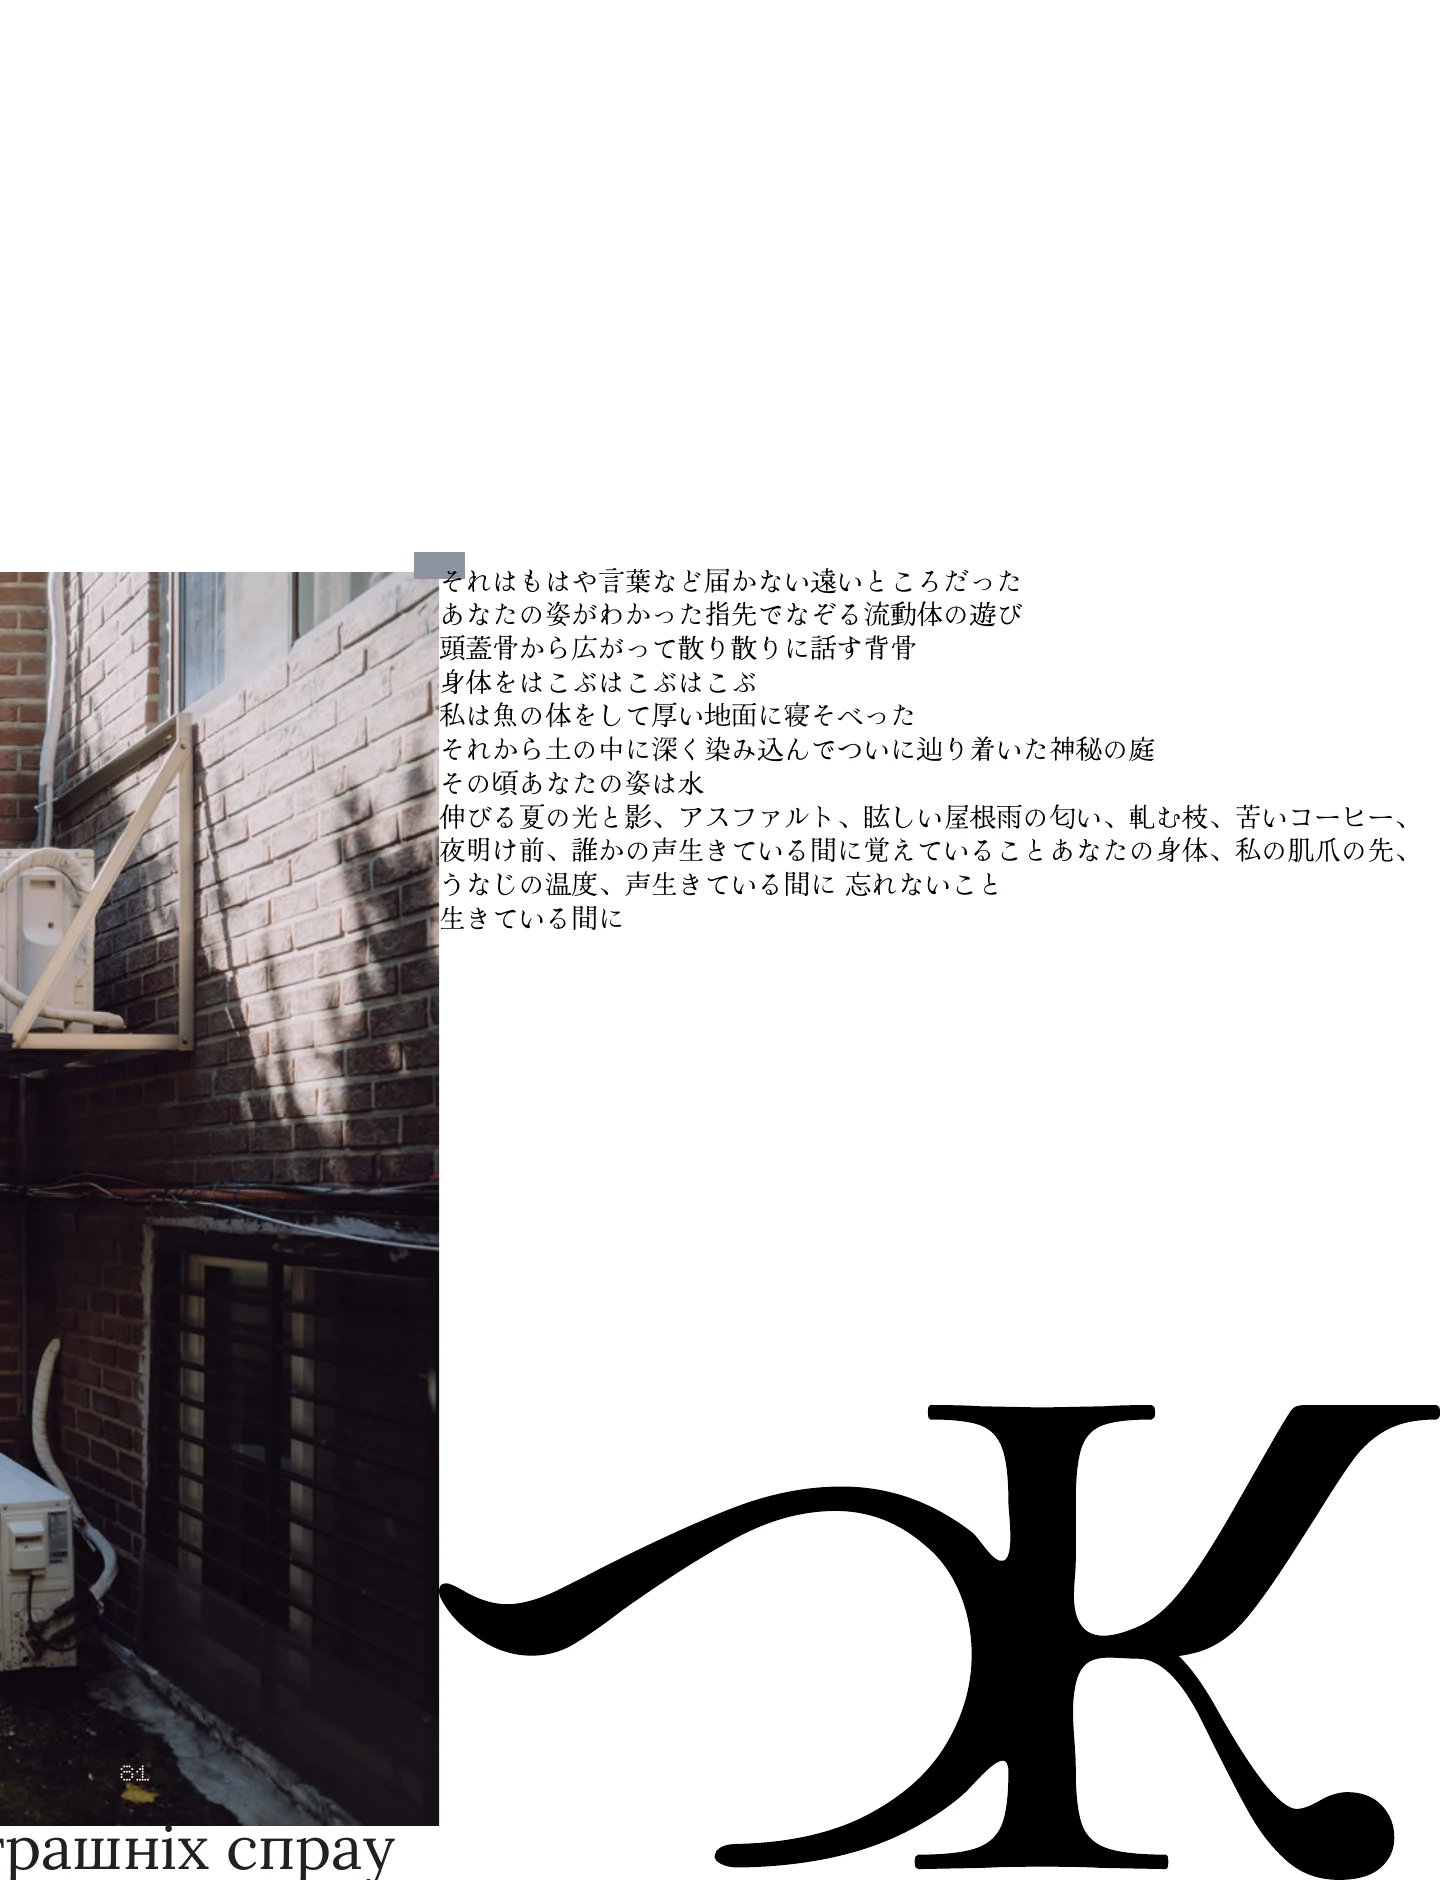 それはもはや言葉など届かない遠いところだった
あなたの姿がわかった指先でなぞる流動体の遊び
頭蓋骨から広がって散り散りに話す背骨
身体をはこぶはこぶはこぶ
私は魚の体をして厚い地面に寝そべった
それから土の中に深く染み込んでついに辿り着いた神秘の庭
その頃あなたの姿は水
伸びる夏の光と影、アスファルト、眩しい屋根雨の匂い、軋む枝、苦いコーヒー、
夜明け前、誰かの声生きている間に覚えていることあなたの身体、私の肌爪の先、
うなじの温度、声生きている間に 忘れないこと
生きている間に
81
спрау